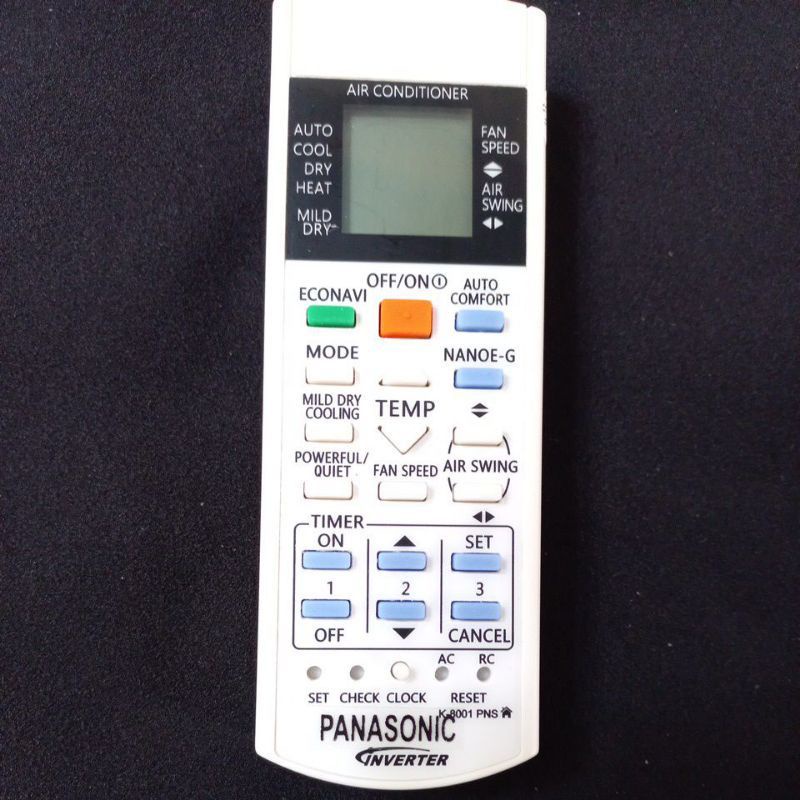 AIR CONDITIONER
AUTO
COOL
DRY
HEAT
MILD
DRY
FAN
SPEED
AIR
SWING
OFF/ON
ECONAVI
AUTO
COMFORT
MODE
NANOE-G
MILD DRY
COOLING
TEMP
POWERFUL/
QUIET
FAN SPEED
AIR SWING
TIMER
ON
SET
1
2
3
OFF
CANCEL
AC
RC
SET
CHECK
CLOCK
RESET
K-8001 PNS
PANASONIC
INVERTER